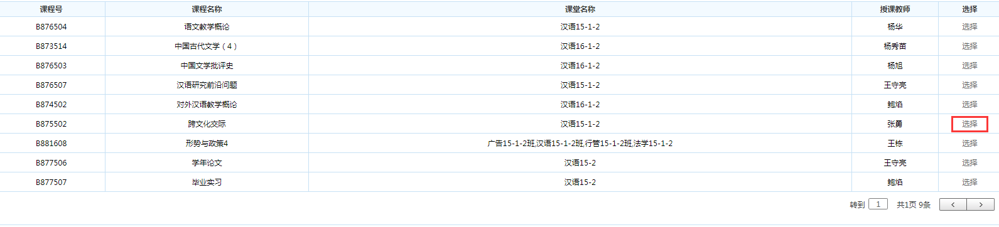 课程号 课程名称 课堂名称 授课教师 选择
B876504 语文教学概论 汉语15-1-2 杨华 选择
B873514 中国古代文学（4） 汉语16-1-2 杨秀苗 选择
B876503 中国文学批评史 汉语16-1-2 杨旭 选择
B876507 汉语研究前沿问题 汉语15-1-2 王守亮 选择
B874502 对外汉语教学概论 汉语16-1-2 鲍焰 选择
B875502 跨文化交际 汉语15-1-2 张勇 选择
B881608 形势与政策4 广告15-1-2班,汉语15-1-2班,行管15-1-2班,法学15-1-2 王栋 选择
B877506 学年论文 汉语15-2 王守亮 选择
B877507 毕业实习 汉语15-2 鲍焰 选择
转到 1 共1页 9条 < >